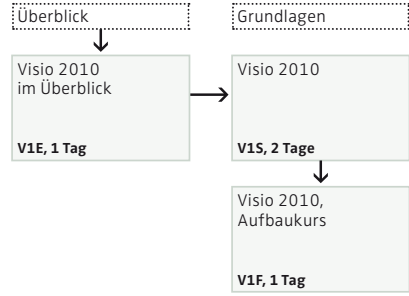 Überblick
Grundlagen
Visio 2010
im Überblick
V1E, 1 Tag
Visio 2010
V1S, 2 Tage
Visio 2010,
Aufbaukurs
V1F, 1 Tag